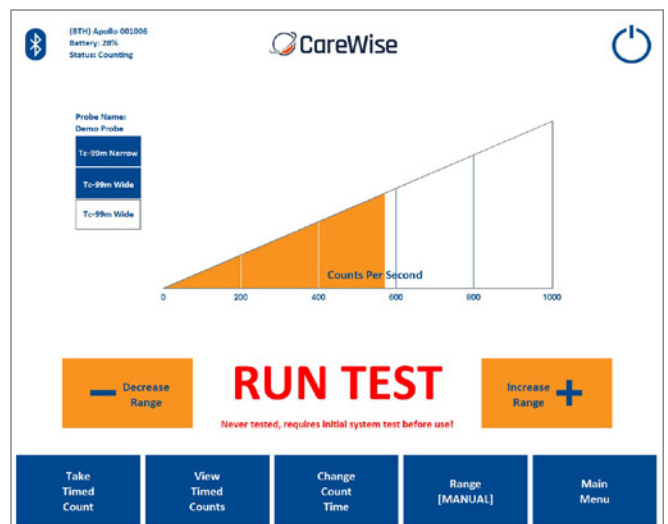 (BTH) Apollo 001006
Battery: 28%
Status: Counting
CareWise
Probe Name:
Demo Probe
Tc-99m Narrow
Tc-99m Wide
Tc-99m Wide
Counts Per Second
0 200 400 600 800 1000
Decrease
Range
RUN TEST
Never tested, requires initial system test before use!
Increase
Range
Take
Timed
Count
View
Timed
Counts
Change
Count
Time
Range
[MANUAL]
Main
Menu